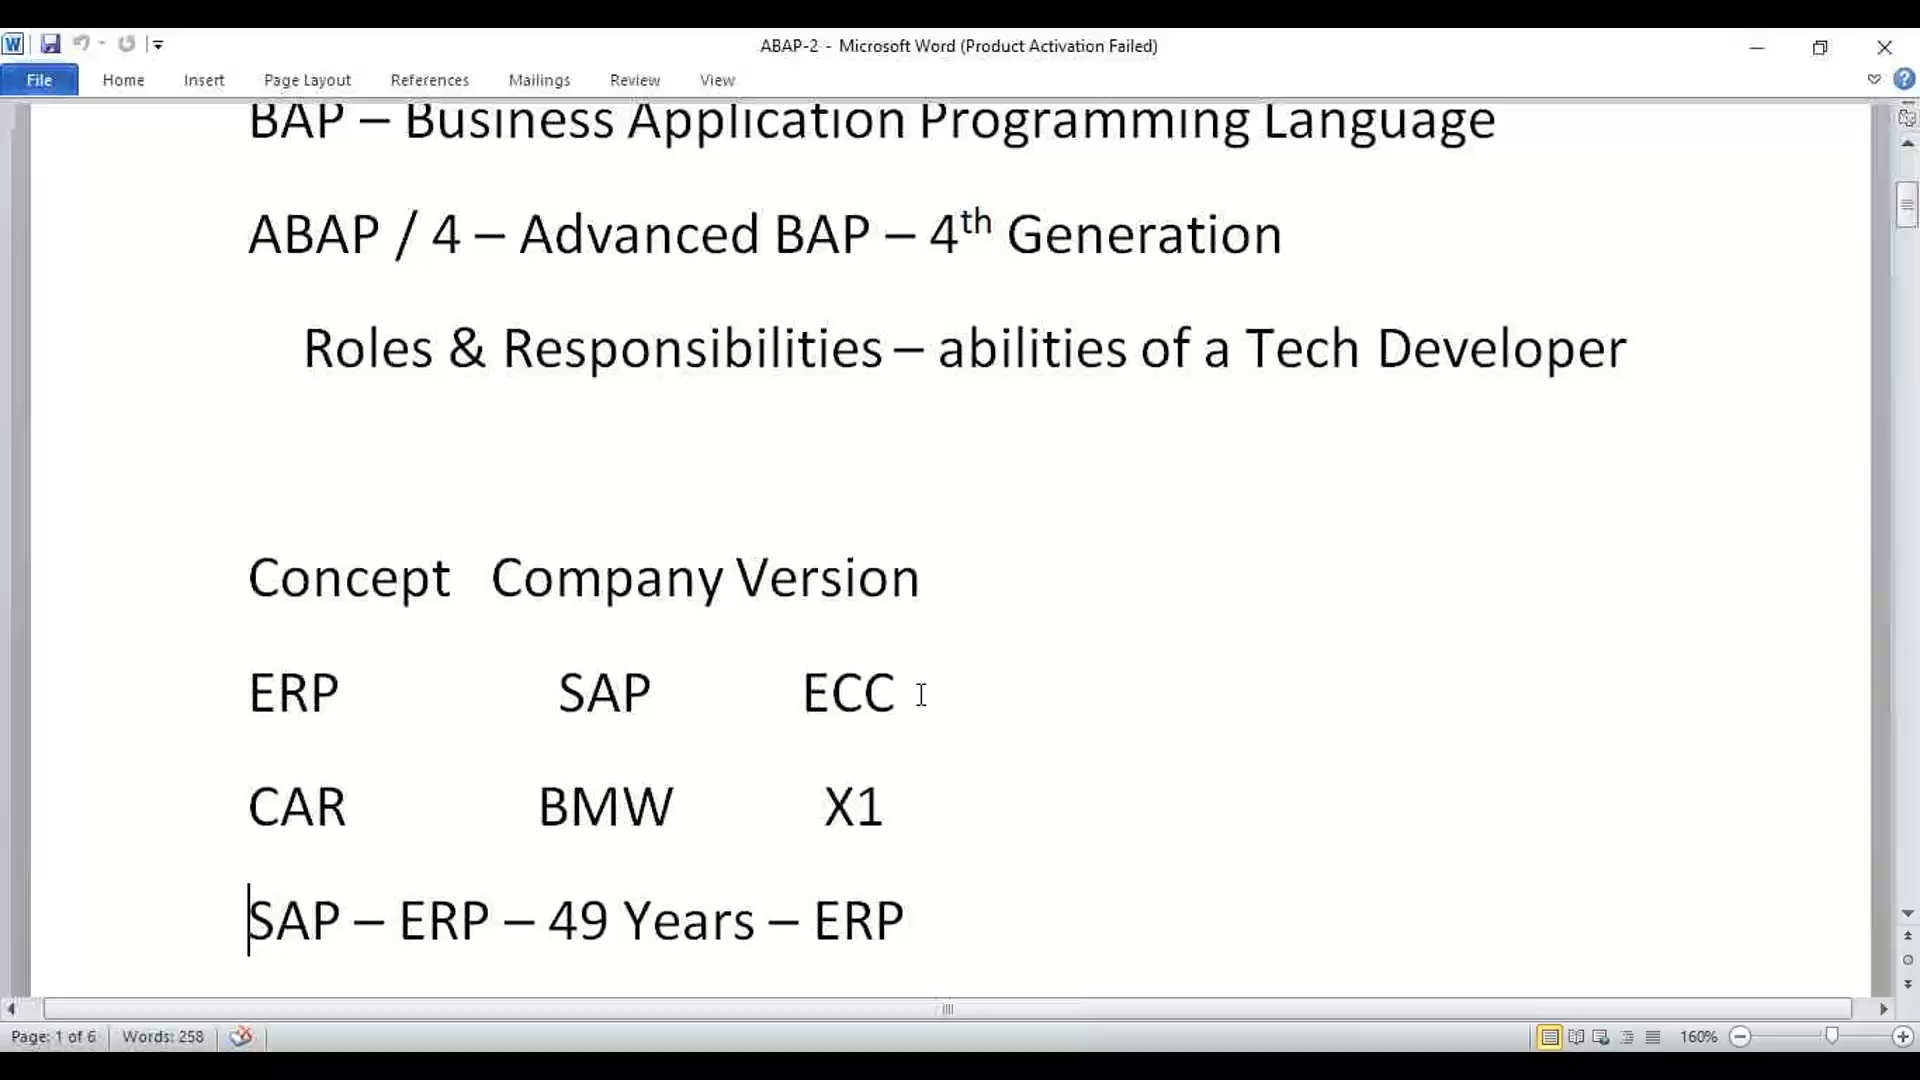 ABAP-2 - Microsoft Word (Product Activation Failed)
File Home Insert Page Layout References Mailings Review View
BAP – Business Application Programming Language
ABAP / 4 – Advanced BAP – 4th Generation
Roles & Responsibilities – abilities of a Tech Developer
Concept Company Version
ERP SAP ECC
CAR BMW X1
SAP – ERP – 49 Years – ERP
Page: 1 of 6 Words: 258 160%